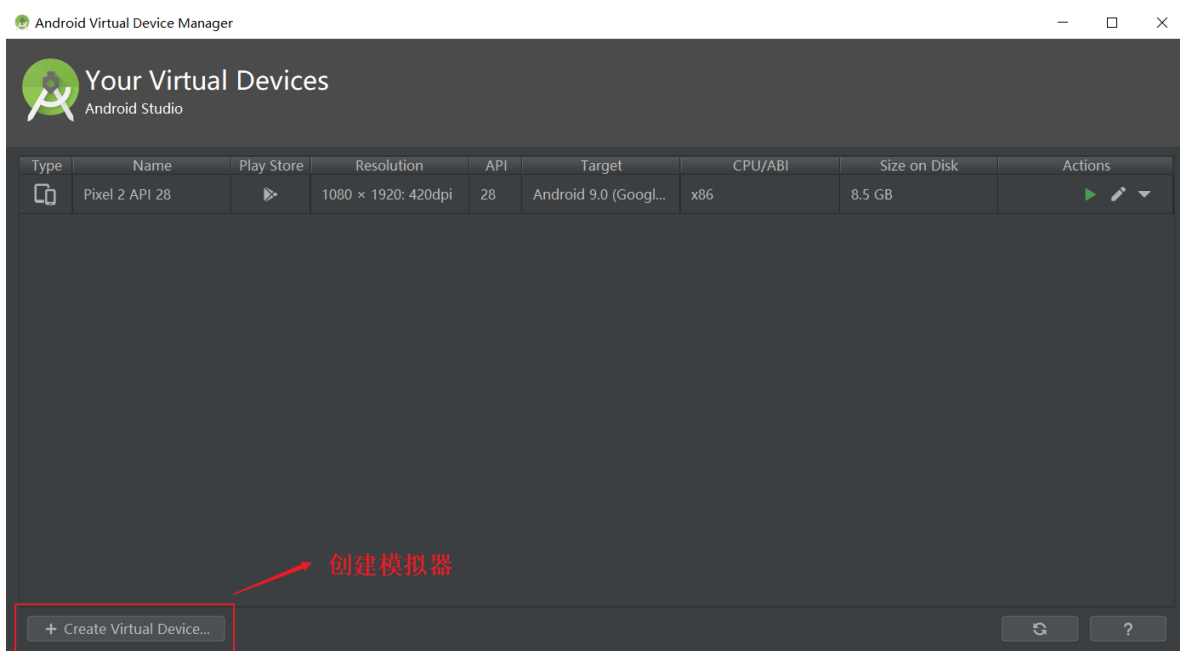 Android Virtual Device Manager
Your Virtual Devices
Android Studio
Type Name Play Store Resolution API Target CPU/ABI Size on Disk Actions
Pixel 2 API 28 1080 × 1920: 420dpi 28 Android 9.0 (Googl... x86 8.5 GB
创建模拟器
+ Create Virtual Device...
?